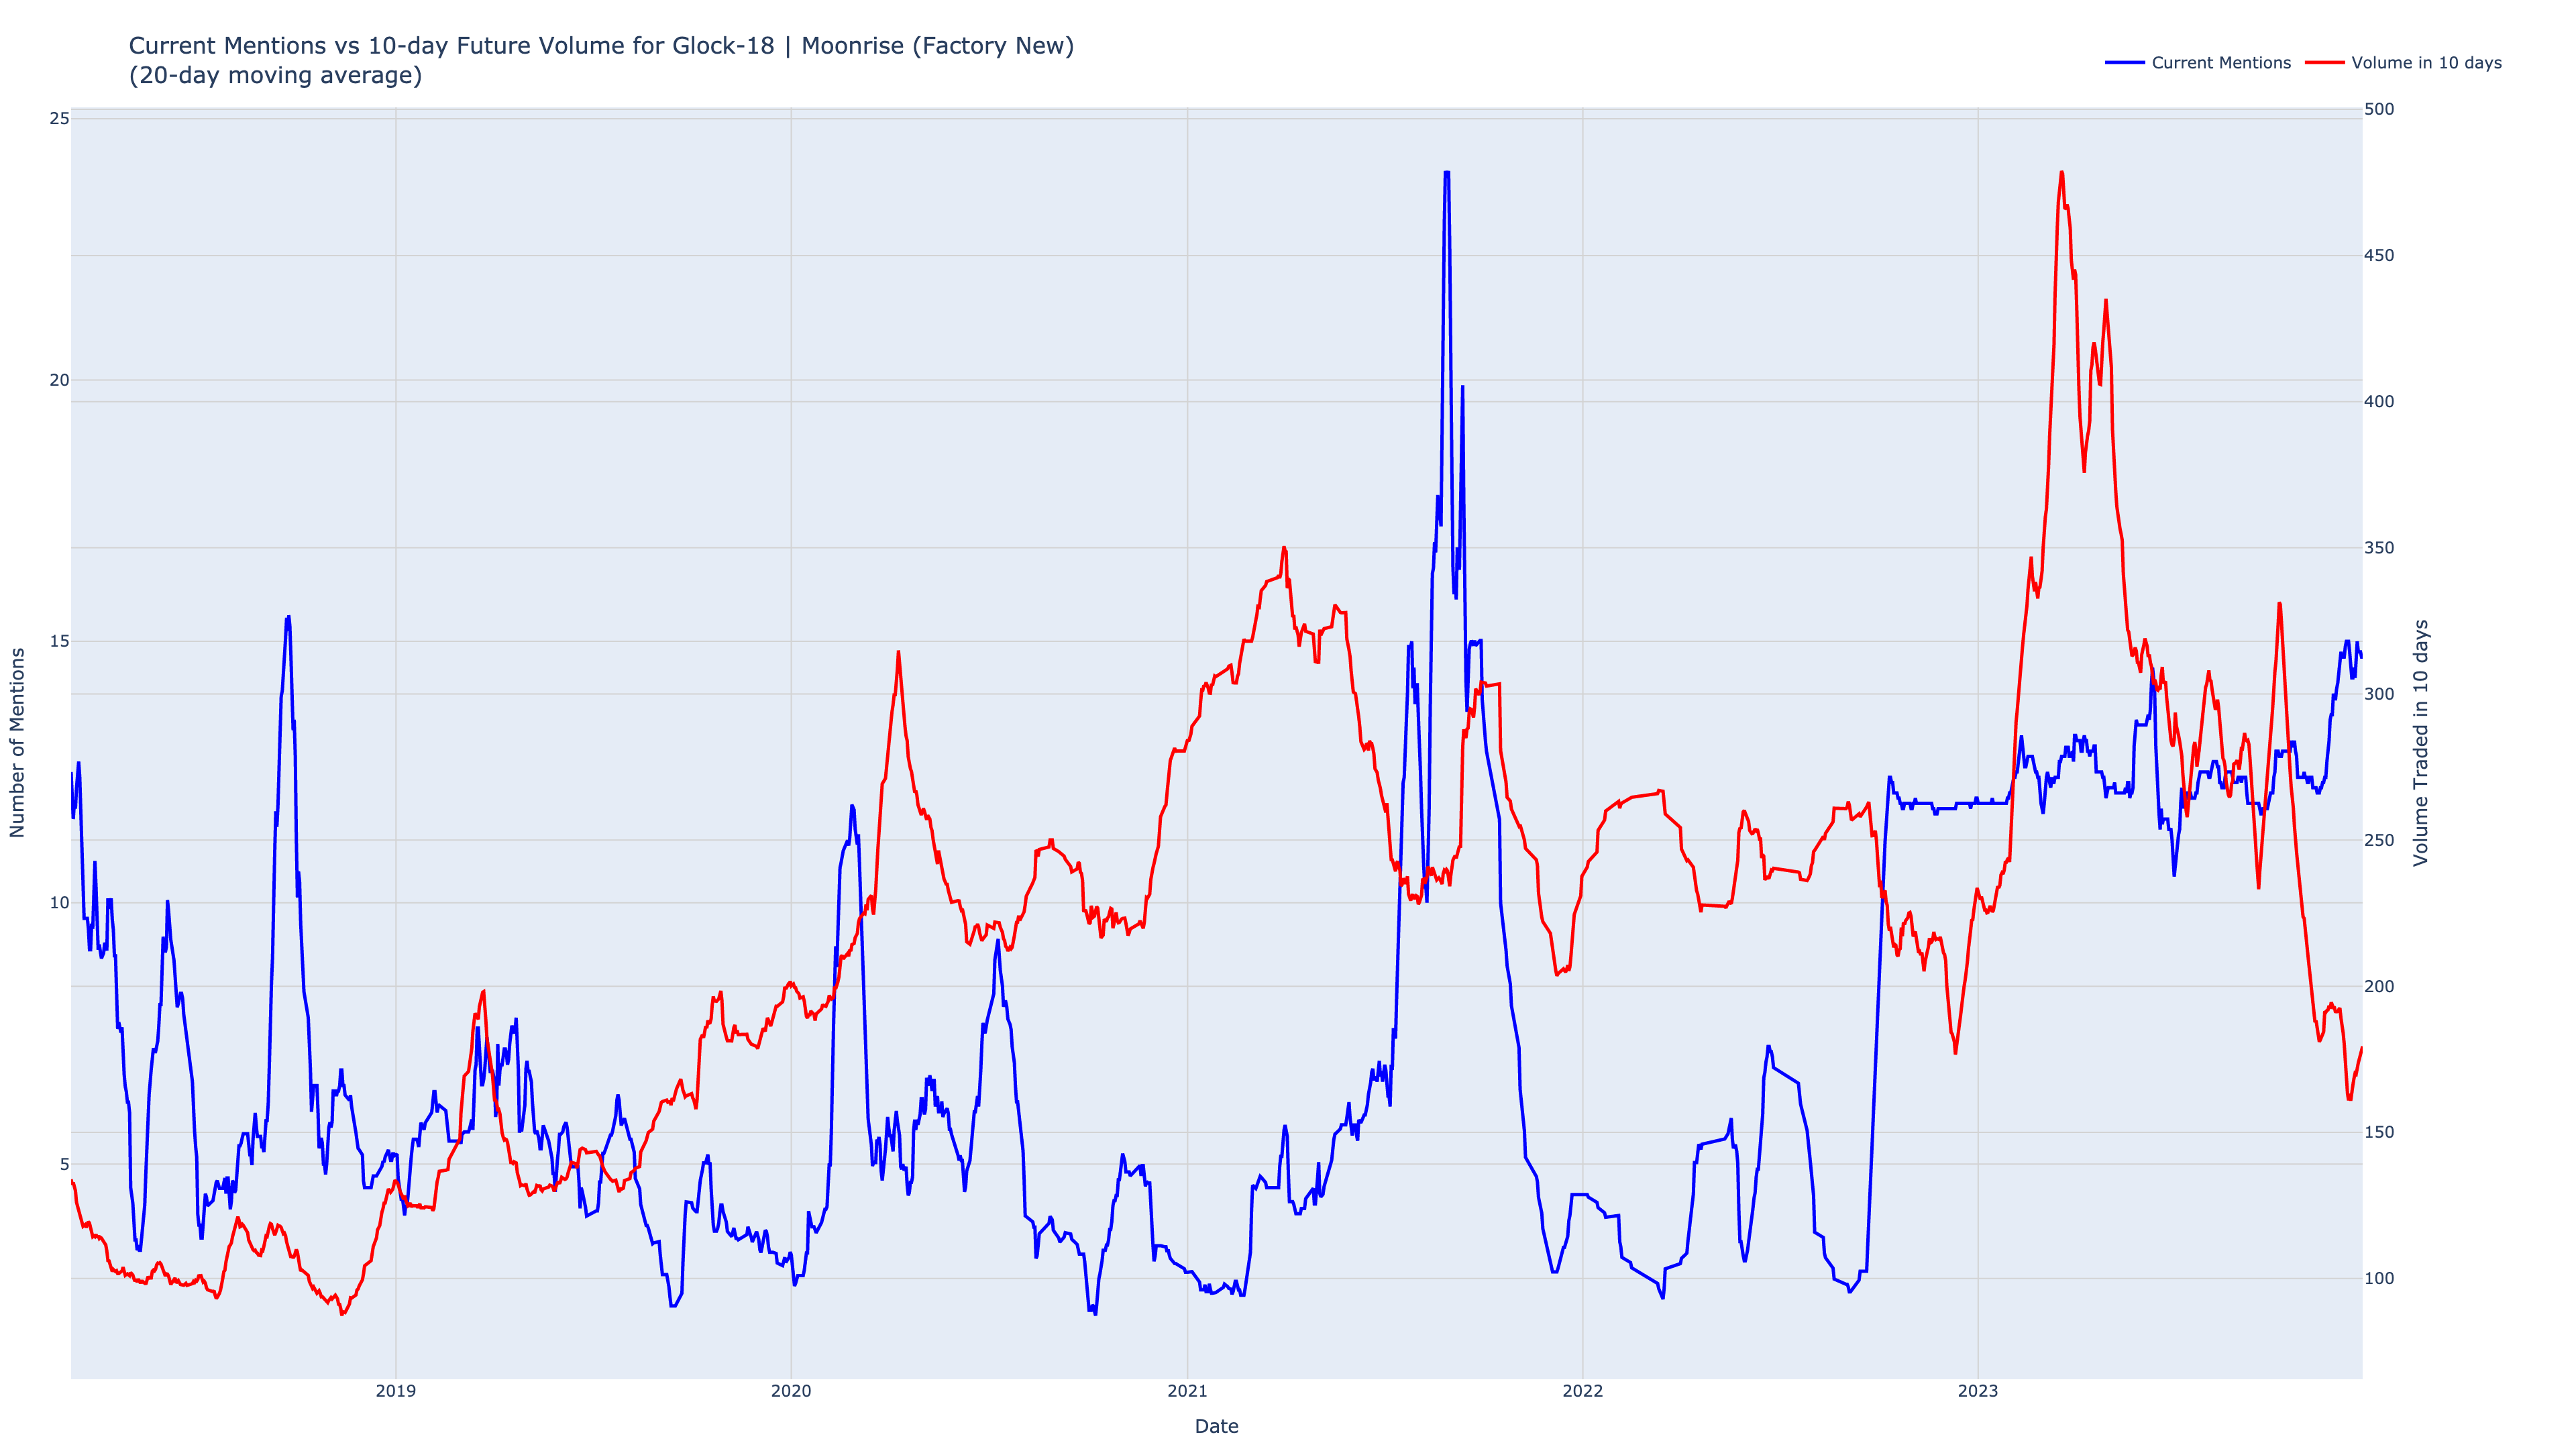 Current Mentions vs 10-day Future Volume for Glock-18 | Moonrise (Factory New)
(20-day moving average)
Current Mentions
Volume in 10 days
25
20
15
10
5
Number of Mentions
500
450
400
350
300
250
200
150
100
Volume Traded in 10 days
2019
2020
2021
2022
2023
Date